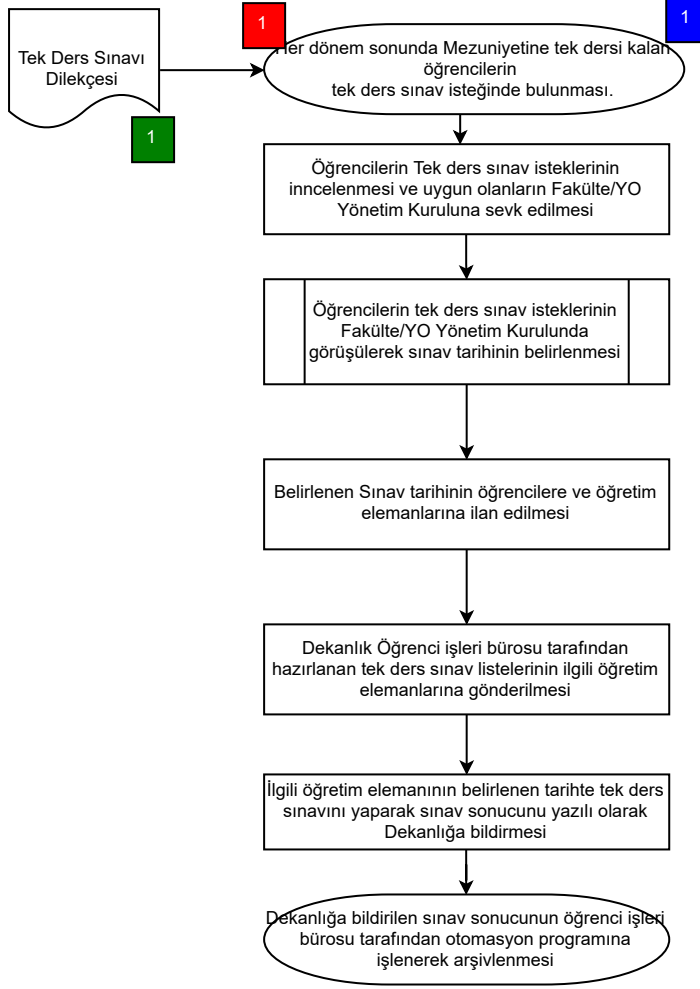 Tek Ders Sınavı
Dilekçesi
1
1
1
Her dönem sonunda Mezuniyetine tek dersi kalan
öğrencilerin
tek ders sınav isteğinde bulunması.
Öğrencilerin Tek ders sınav isteklerinin
inncelenmesi ve uygun olanların Fakülte/YO
Yönetim Kuruluna sevk edilmesi
Öğrencilerin tek ders sınav isteklerinin
Fakülte/YO Yönetim Kurulunda
görüşülerek sınav tarihinin belirlenmesi
Belirlenen Sınav tarihinin öğrencilere ve öğretim
elemanlarına ilan edilmesi
Dekanlık Öğrenci işleri bürosu tarafından
hazırlanan tek ders sınav listelerinin ilgili öğretim
elemanlarına gönderilmesi
İlgili öğretim elemanının belirlenen tarihte tek ders
sınavını yaparak sınav sonucunu yazılı olarak
Dekanlığa bildirmesi
Dekanlığa bildirilen sınav sonucunun öğrenci işleri
bürosu tarafından otomasyon programına
işlenerek arşivlenmesi